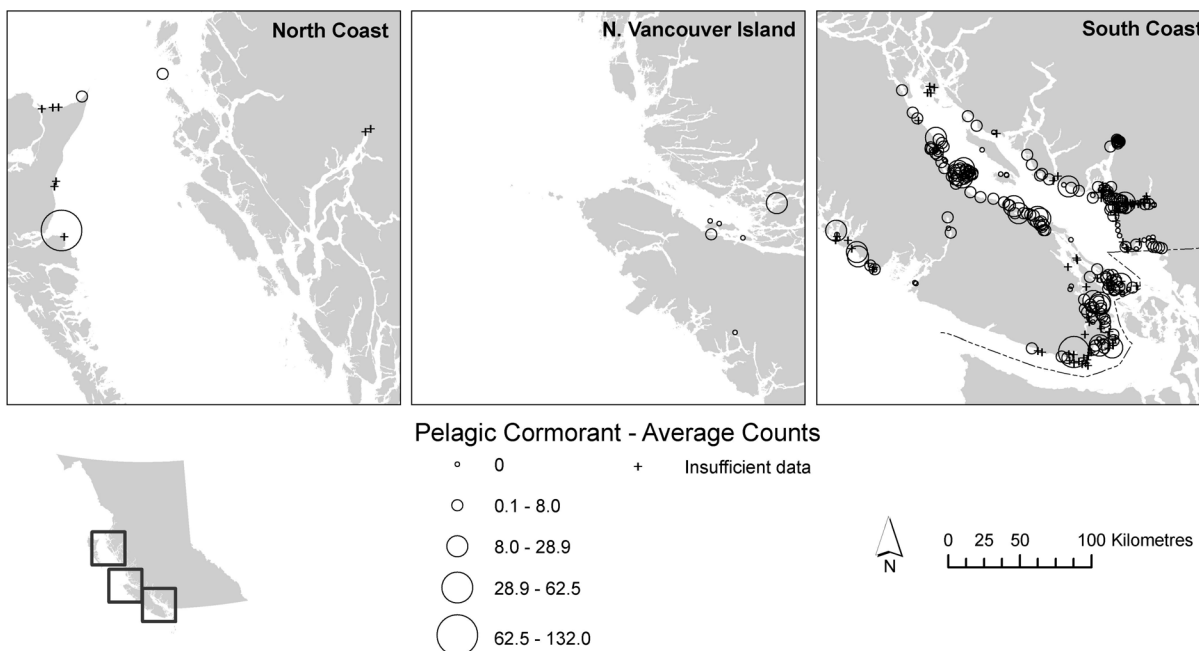 North Coast
N. Vancouver Island
South Coast
Pelagic Cormorant - Average Counts
0
+ Insufficient data
0.1 - 8.0
8.0 - 28.9
28.9 - 62.5
62.5 - 132.0
N
0 25 50 100 Kilometres